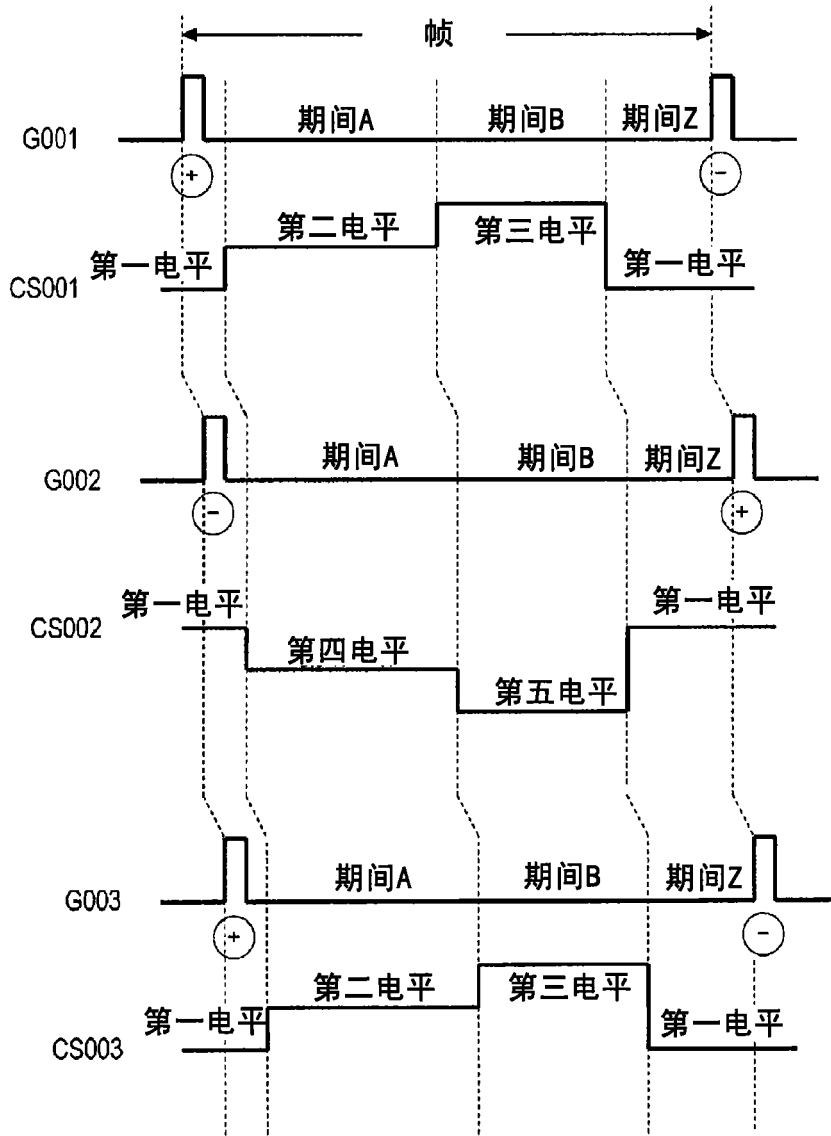 帧
期间A 期间B 期间Z
G001
+ -
第二电平 第三电平
第一电平 第一电平
CS001
期间A 期间B 期间Z
G002
- +
第一电平 第一电平
CS002
第四电平
第五电平
期间A 期间B 期间Z
G003
+ -
第二电平 第三电平
第一电平 第一电平
CS003